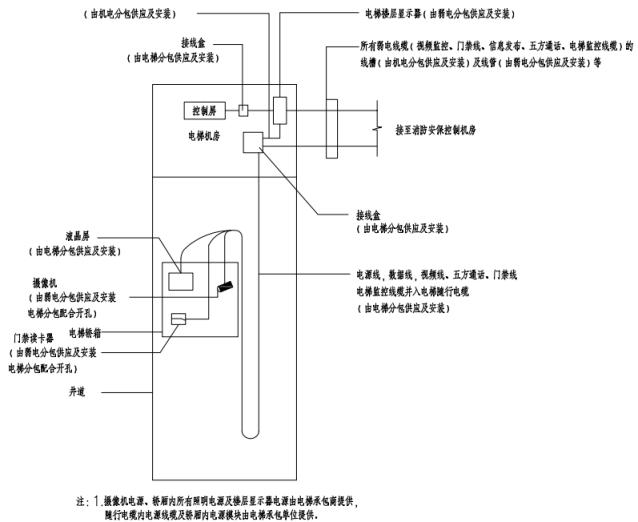 (由机电分包供应及安装)
电梯楼层显示器(由弱电分包供应及安装)
接线盒
(由电梯分包供应及安装)
所有弱电线缆(视频监控、门禁线、信息发布、五方通话、电梯监控线缆)的
线槽(由机电分包供应及安装)及线管(由弱电分包供应及安装)等
控制屏
电梯机房
接至消防安保控制机房
接线盒
(由电梯分包供应及安装)
液晶屏
(由电梯分包供应及安装)
摄像机
(由弱电分包供应及安装
电梯分包配合开孔)
电源线,数据线,视频线、五方通话、门禁线
电梯监控线缆并入电梯随行电缆
(由电梯分包供应及安装)
门禁读卡器
电梯轿箱
(由弱电分包供应及安装
电梯分包配合开孔)
井道
注:1.摄像机电源、轿厢内所有照明电源及楼层显示器电源由电梯承包商提供,
随行电缆内电源线缆及轿厢内电源模块由电梯承包单位提供。